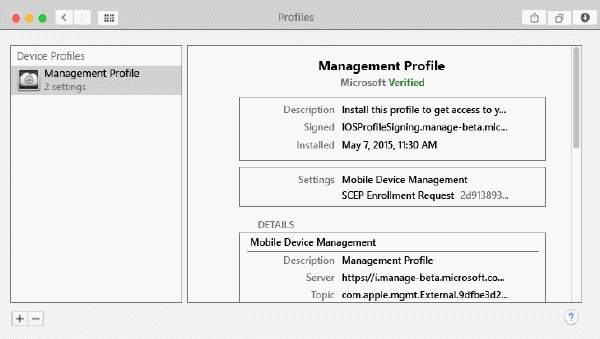 Profiles
Device Profiles
Management Profile
2 settings
Management Profile
Microsoft Verified
Description Install this profile to get access to y...
Signed IOSProfileSigning.manage-beta.mic...
Installed May 7, 2015, 11:30 AM
Settings Mobile Device Management
SCEP Enrollment Request 2d913893...
DETAILS
Mobile Device Management
Description Management Profile
Server https://i.manage-beta.microsoft.co...
Topic com.apple.mgmt.External.9dfbe3d2...
+ −
?